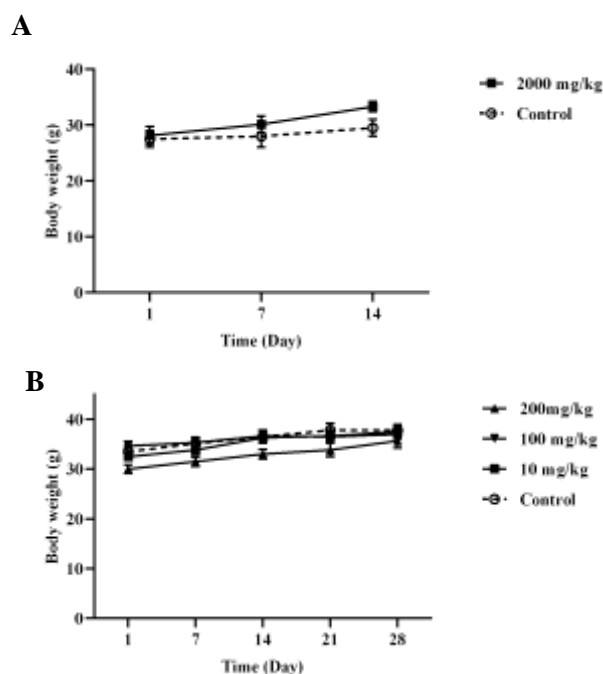 A
40
30
20
10
0
Body weight (g)
1 7 14
Time (Day)
2000 mg/kg
Control
B
40
30
20
10
0
Body weight (g)
1 7 14 21 28
Time (Day)
200mg/kg
100 mg/kg
10 mg/kg
Control